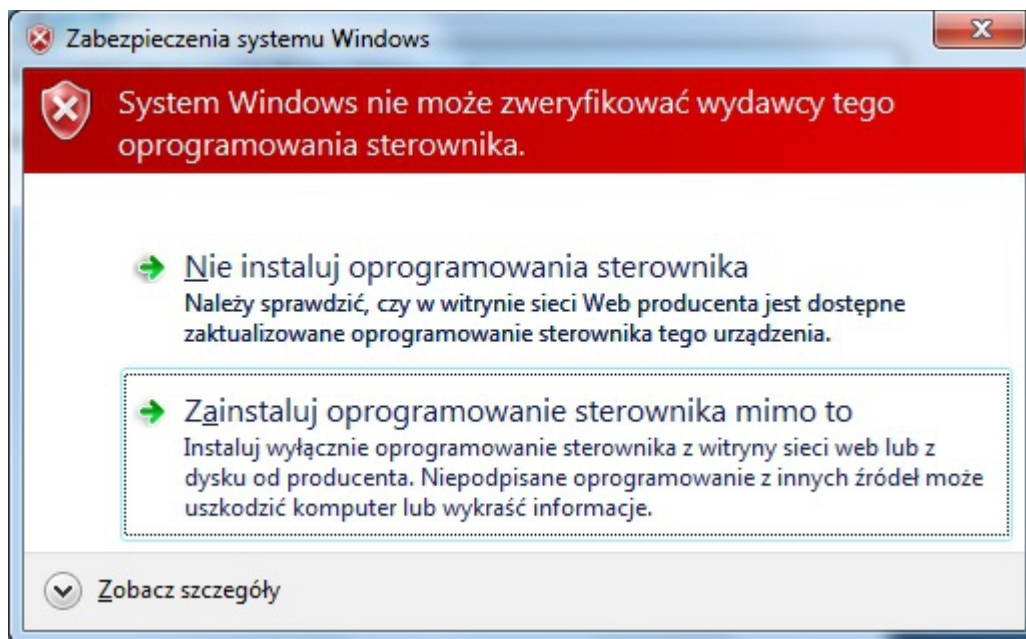 Zabezpieczenia systemu Windows
System Windows nie może zweryfikować wydawcy tego
oprogramowania sterownika.
Nie instaluj oprogramowania sterownika
Należy sprawdzić, czy w witrynie sieci Web producenta jest dostępne
zaktualizowane oprogramowanie sterownika tego urządzenia.
Zainstaluj oprogramowanie sterownika mimo to
Instaluj wyłącznie oprogramowanie sterownika z witryny sieci web lub z
dysku od producenta. Niepodpisane oprogramowanie z innych źródeł może
uszkodzić komputer lub wykraść informacje.
Zobacz szczegóły